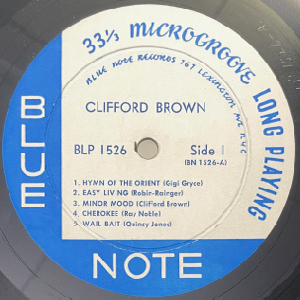 33⅓ MICROGROOVE LONG PLAYING
BLUE NOTE RECORDS 767 LEXINGTON AVE N.Y.C
CLIFFORD BROWN
BLP 1526 Side 1
(BN 1526-A)
1. HYMN OF THE ORIENT (Gigi Gryce)
2. EASY LIVING (Robin-Rainger)
3. MINOR MOOD (Clifford Brown)
4. CHEROKEE (Ray Noble)
5. WAIL BAIT (Quincy Jones)
BLUE
NOTE